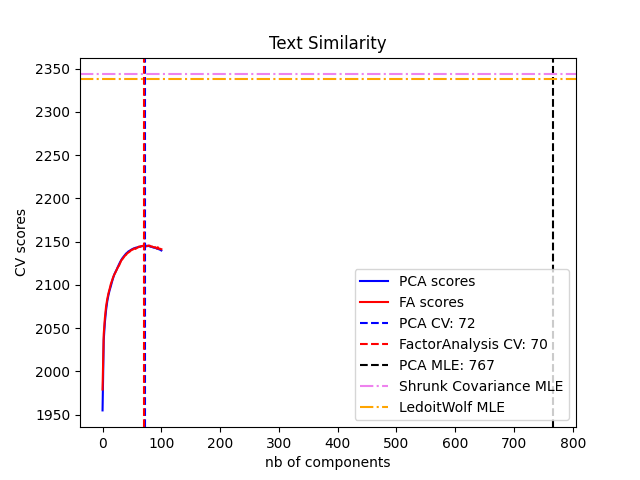 Text Similarity
CV scores
2350
2300
2250
2200
2150
2100
2050
2000
1950
PCA scores
FA scores
PCA CV: 72
FactorAnalysis CV: 70
PCA MLE: 767
Shrunk Covariance MLE
LedoitWolf MLE
0 100 200 300 400 500 600 700 800
nb of components